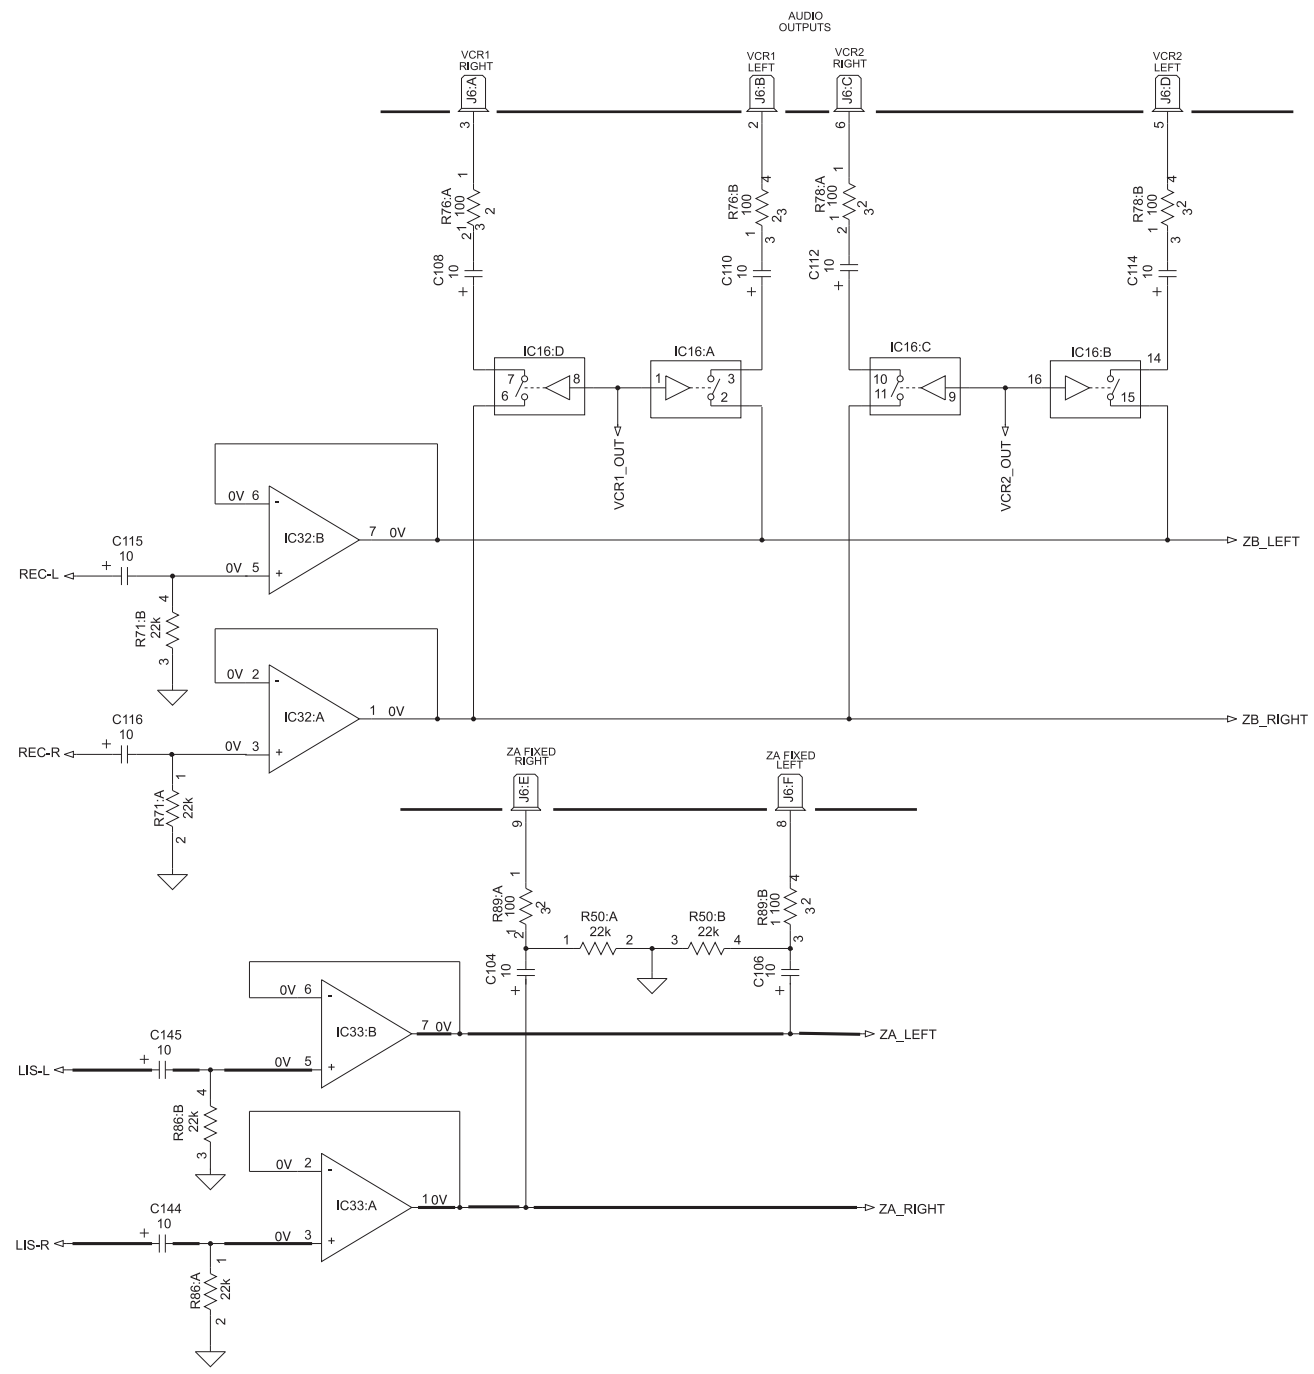 AUDIO
OUTPUTS
VCR1
RIGHT
VCR1
LEFT
VCR2
RIGHT
VCR2
LEFT
J6:A
J6:B
J6:C
J6:D
3
2
6
5
1
R76:A
100
2
1
2
3
4
R76:B
100
2
3
1
3
1
R78:A
100
3
2
1
2
4
R78:B
100
3
2
1
3
C108
10
+
C110
10
+
C112
10
+
C114
10
+
IC16:D
7
6
8
IC16:A
1
3
2
IC16:C
10
11
9
IC16:B
16
14
15
VCR1_OUT
VCR2_OUT
0V 6
-
IC32:B
7 0V
ZB_LEFT
C115
10
+
REC-L
0V 5
+
4
R71:B
22k
3
0V 2
-
IC32:A
1 0V
ZB_RIGHT
C116
10
+
REC-R
0V 3
+
1
R71:A
22k
2
ZA FIXED
RIGHT
ZA FIXED
LEFT
J6:E
J6:F
9
8
1
R89:A
100
3
2
1
2
4
R89:B
100
3
2
1
3
R50:A
22k
1
2
R50:B
22k
3
4
C104
10
+
C106
10
+
0V 6
-
IC33:B
7 0V
ZA_LEFT
C145
10
+
LIS-L
0V 5
+
4
R86:B
22k
3
0V 2
-
IC33:A
1 0V
ZA_RIGHT
C144
10
+
LIS-R
0V 3
+
1
R86:A
22k
2